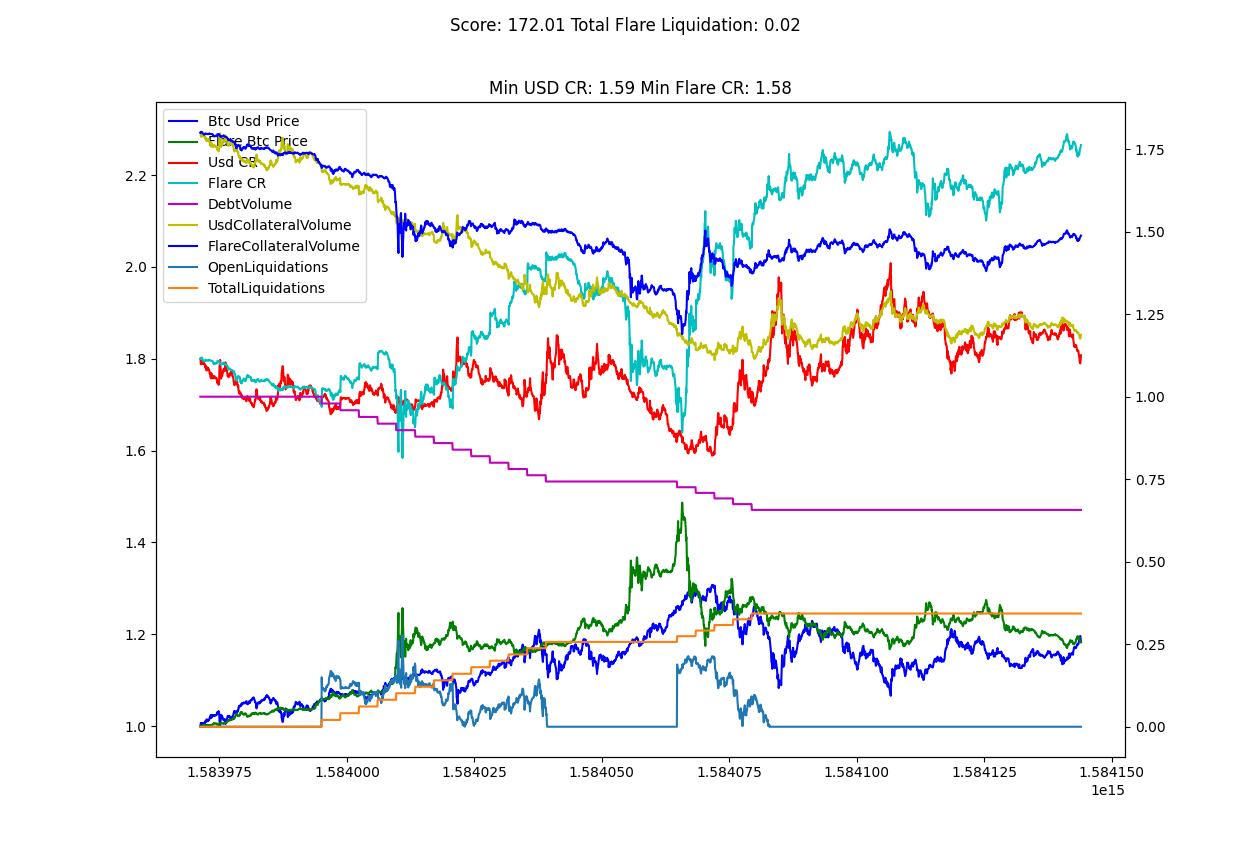 Score: 172.01 Total Flare Liquidation: 0.02
Min USD CR: 1.59 Min Flare CR: 1.58
Btc Usd Price
Flare Btc Price
Usd CR
Flare CR
DebtVolume
UsdCollateralVolume
FlareCollateralVolume
OpenLiquidations
TotalLiquidations
2.2
2.0
1.8
1.6
1.4
1.2
1.0
1.75
1.50
1.25
1.00
0.75
0.50
0.25
0.00
1.583975
1.584000
1.584025
1.584050
1.584075
1.584100
1.584125
1.584150
1e15